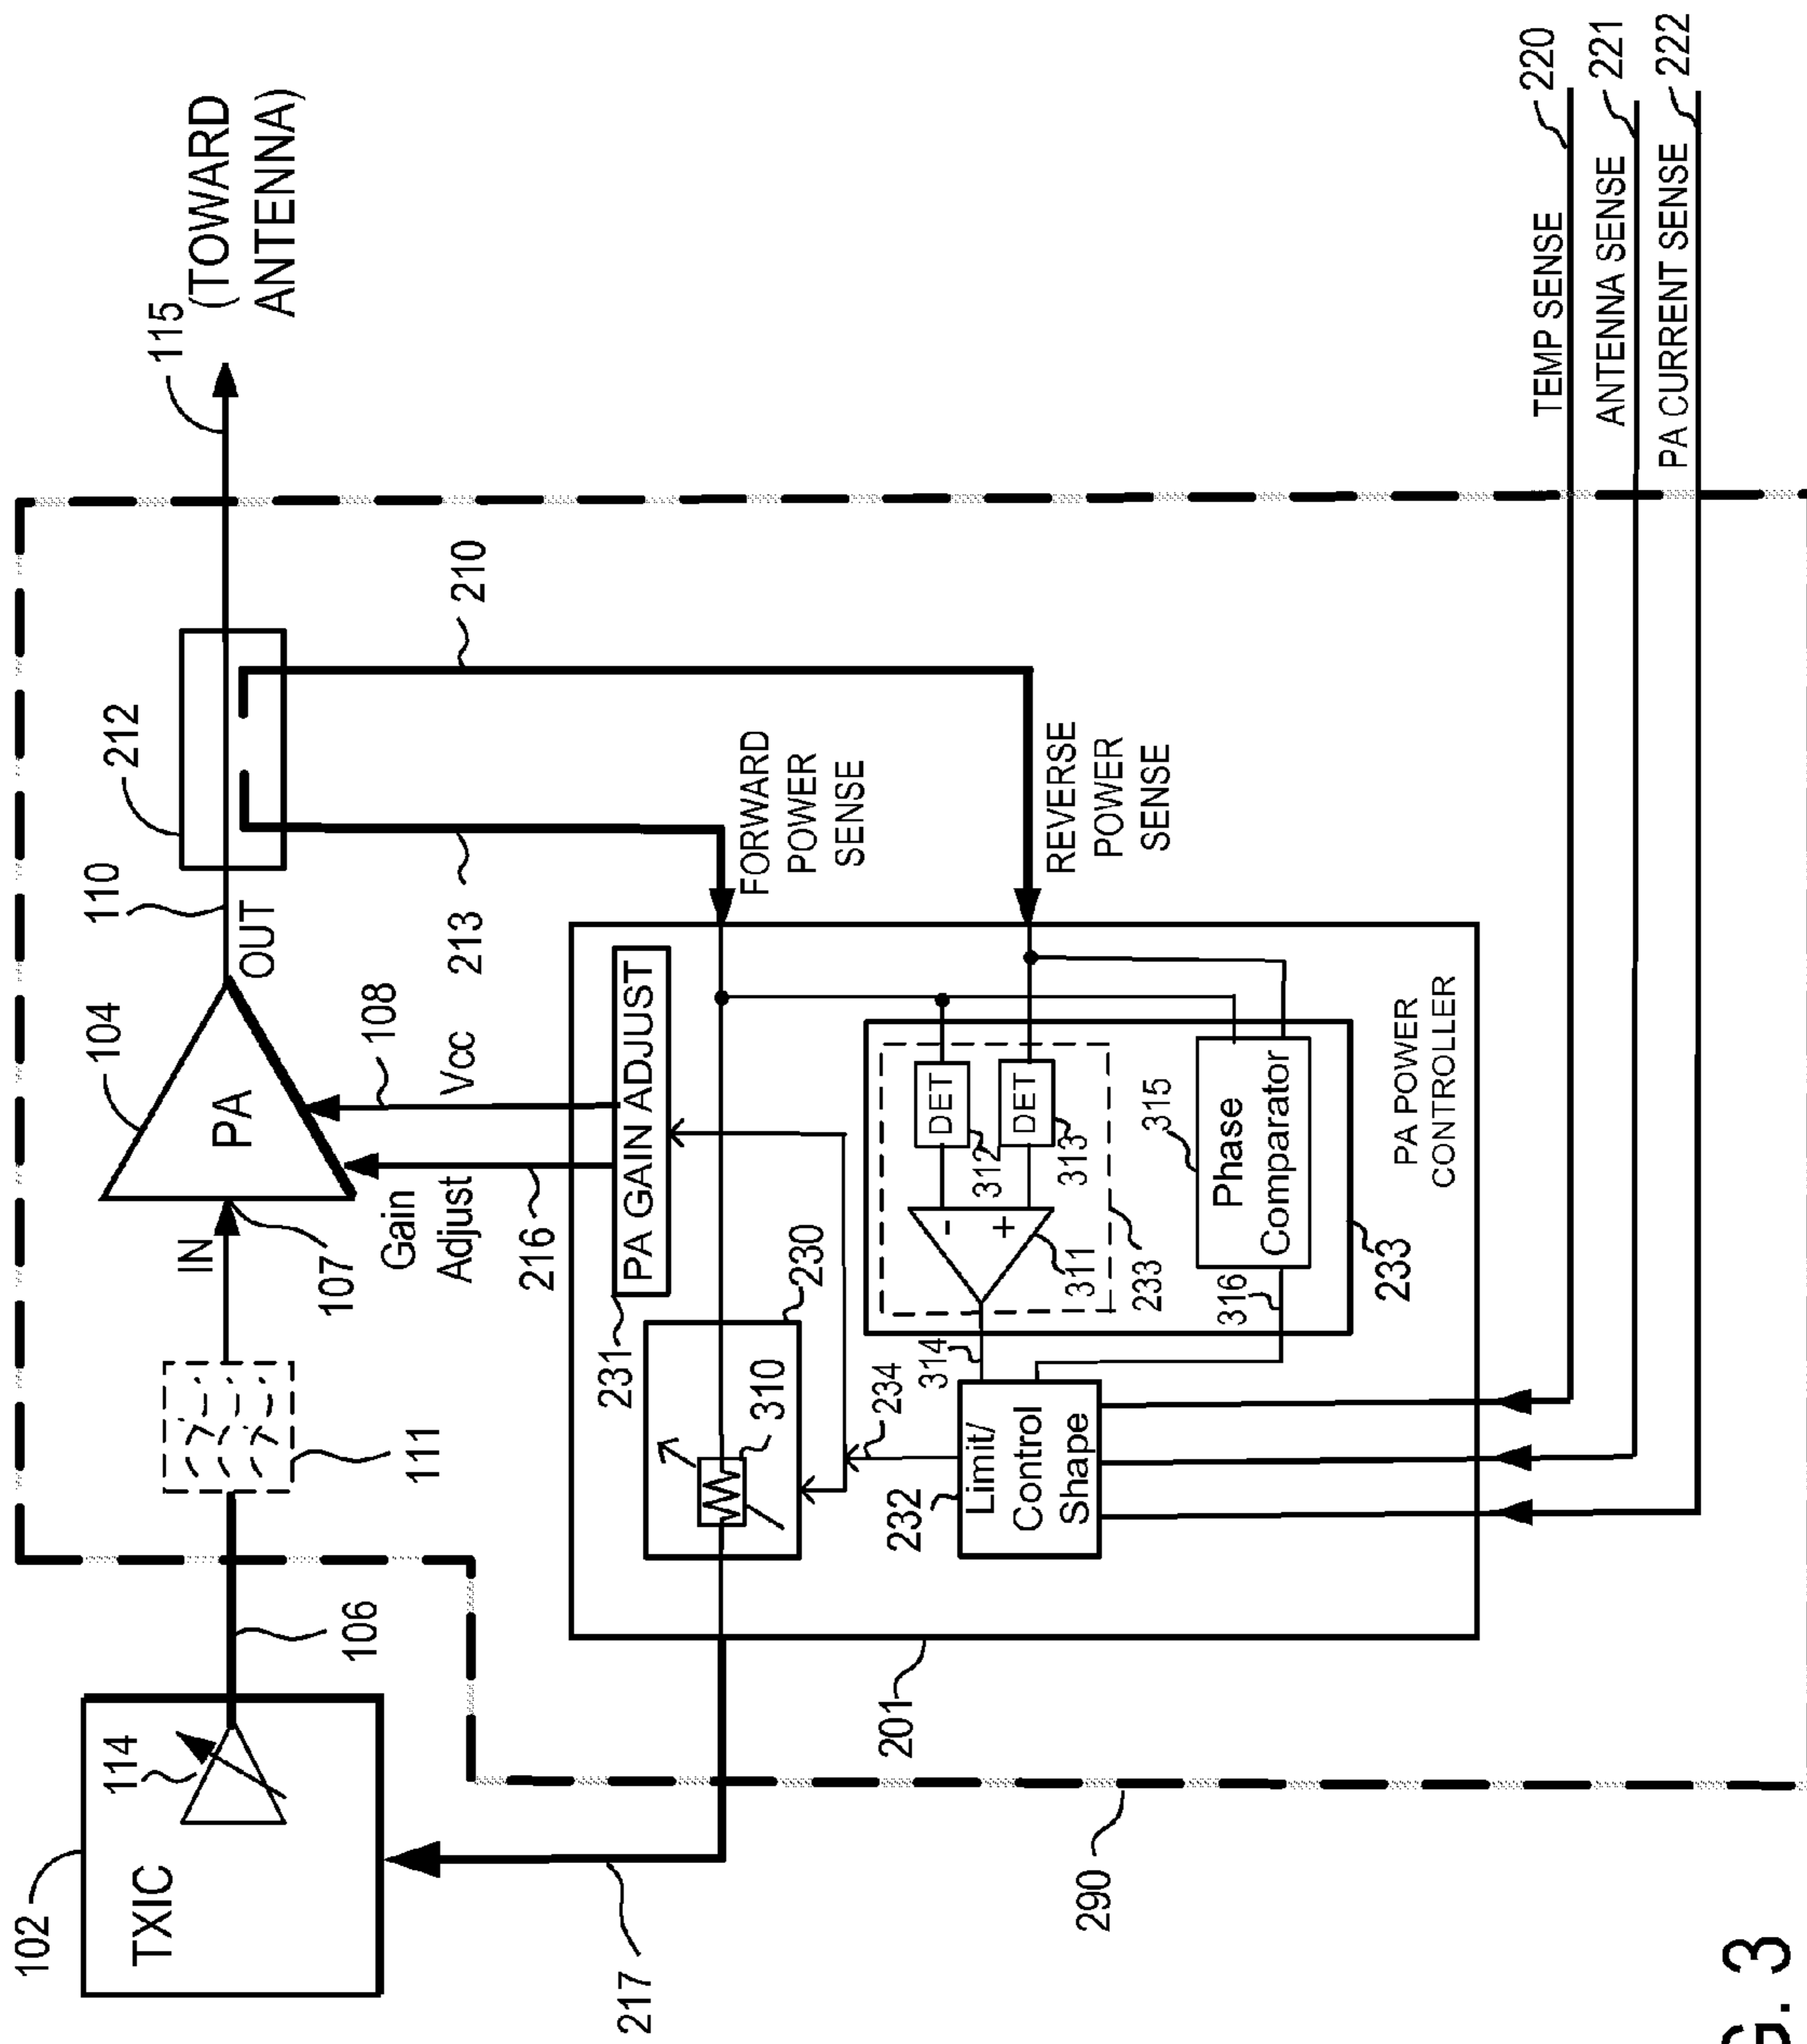 102
TXIC
114
106
111
IN
107
104
PA
OUT
110
212
115
(TOWARD
ANTENNA)
Gain
Adjust
216
Vcc
108
213
210
FORWARD
POWER
SENSE
REVERSE
POWER
SENSE
217
201
290
231
PA GAIN ADJUST
230
310
234
232
Limit/
Control
Shape
314
316
311
-
+
DET
312
DET
313
233
315
Phase
Comparator
233
PA POWER
CONTROLLER
TEMP SENSE
220
ANTENNA SENSE
221
PA CURRENT SENSE
222
G. 3